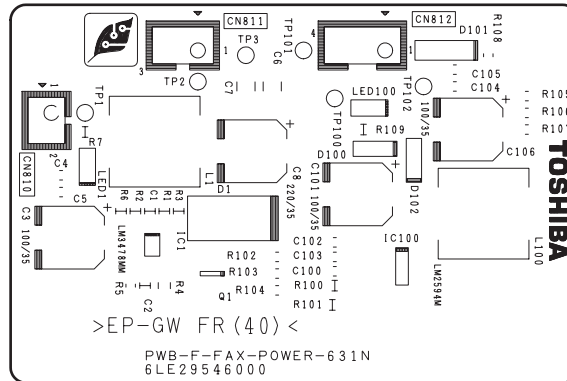 CN811
CN812
TP3
TP101
4
1
D101
R108
3
1
TP2
C7
C6
LED100
TP102
C105
C104
1
TP1
TP100
100/35
R105
R106
R107
R7
R109
2
D100
C106
C4
CN810
LED1
L1
C8
220/35
C101
100/35
D102
TOSHIBA
C5
D1
C3
100/35
R6
R2
C1
R1
R3
LM3478MM
IC1
R102
C102
C103
IC100
LM2594M
L100
R103
C100
R5
C2
R4
Q1
R104
R100
R101
>EP-GW FR(40)<
PWB-F-FAX-POWER-631N
6LE29546000